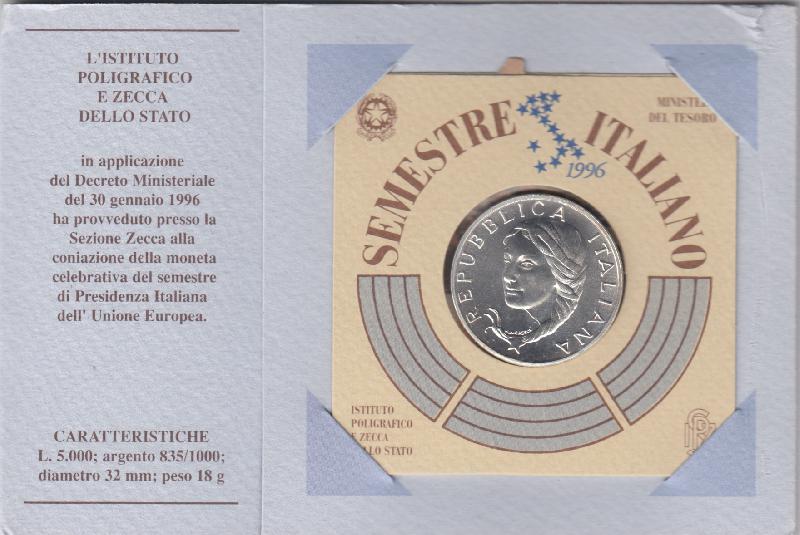 L'ISTITUTO
POLIGRAFICO
E ZECCA
DELLO STATO
in applicazione
del Decreto Ministeriale
del 30 gennaio 1996
ha provveduto presso la
Sezione Zecca alla
coniazione della moneta
celebrativa del semestre
di Presidenza Italiana
dell' Unione Europea.
CARATTERISTICHE
L. 5.000; argento 835/1000;
diametro 32 mm; peso 18 g
SEMESTRE ITALIANO
1996
DEL TESORO
REPUBBLICA ITALIANA
ISTITUTO
POLIGRAFICO
E ZECCA
STATO